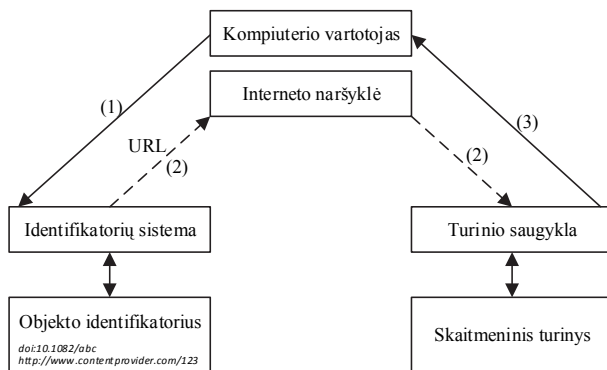 Kompiuterio vartotojas
Interneto naršyklė
(1)
URL
(2)
(2)
(3)
Identifikatorių sistema
Turinio saugykla
Objekto identifikatorius
doi:10.1082/abc
http://www.contentprovider.com/123
Skaitmeninis turinys